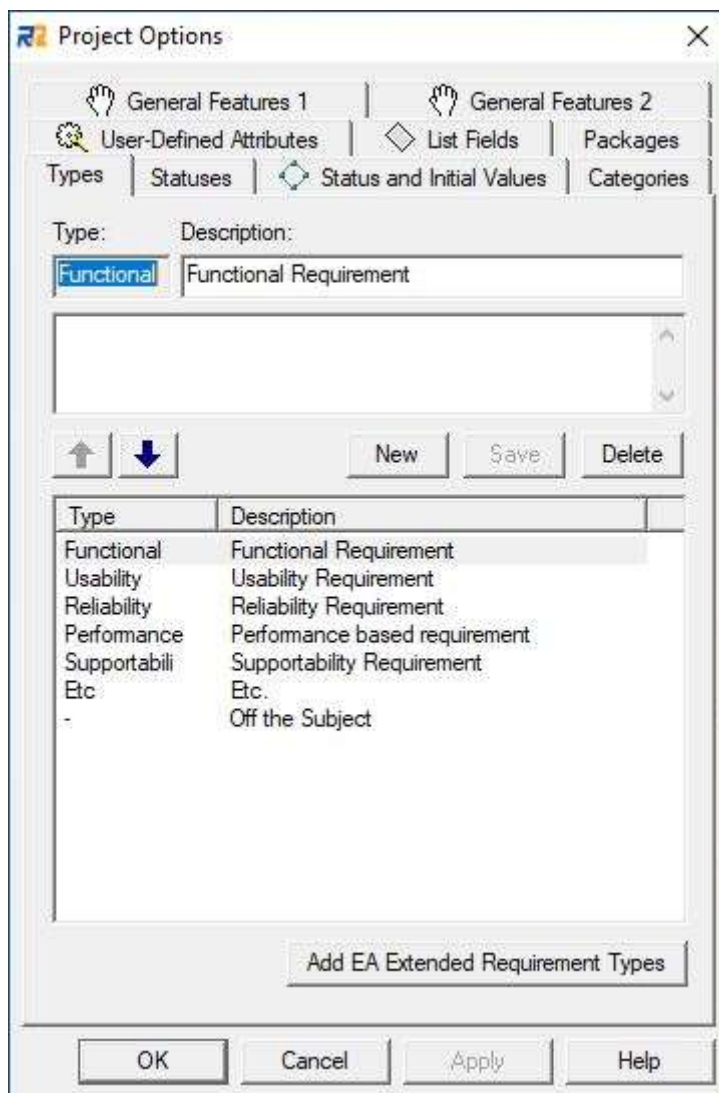 Project Options
General Features 1 General Features 2
User-Defined Attributes List Fields Packages
Types Statuses Status and Initial Values Categories
Type: Description:
Functional Functional Requirement
New Save Delete
Type Description
Functional Functional Requirement
Usability Usability Requirement
Reliability Reliability Requirement
Performance Performance based requirement
Supportabili Supportability Requirement
Etc Etc.
- Off the Subject
Add EA Extended Requirement Types
OK Cancel Apply Help